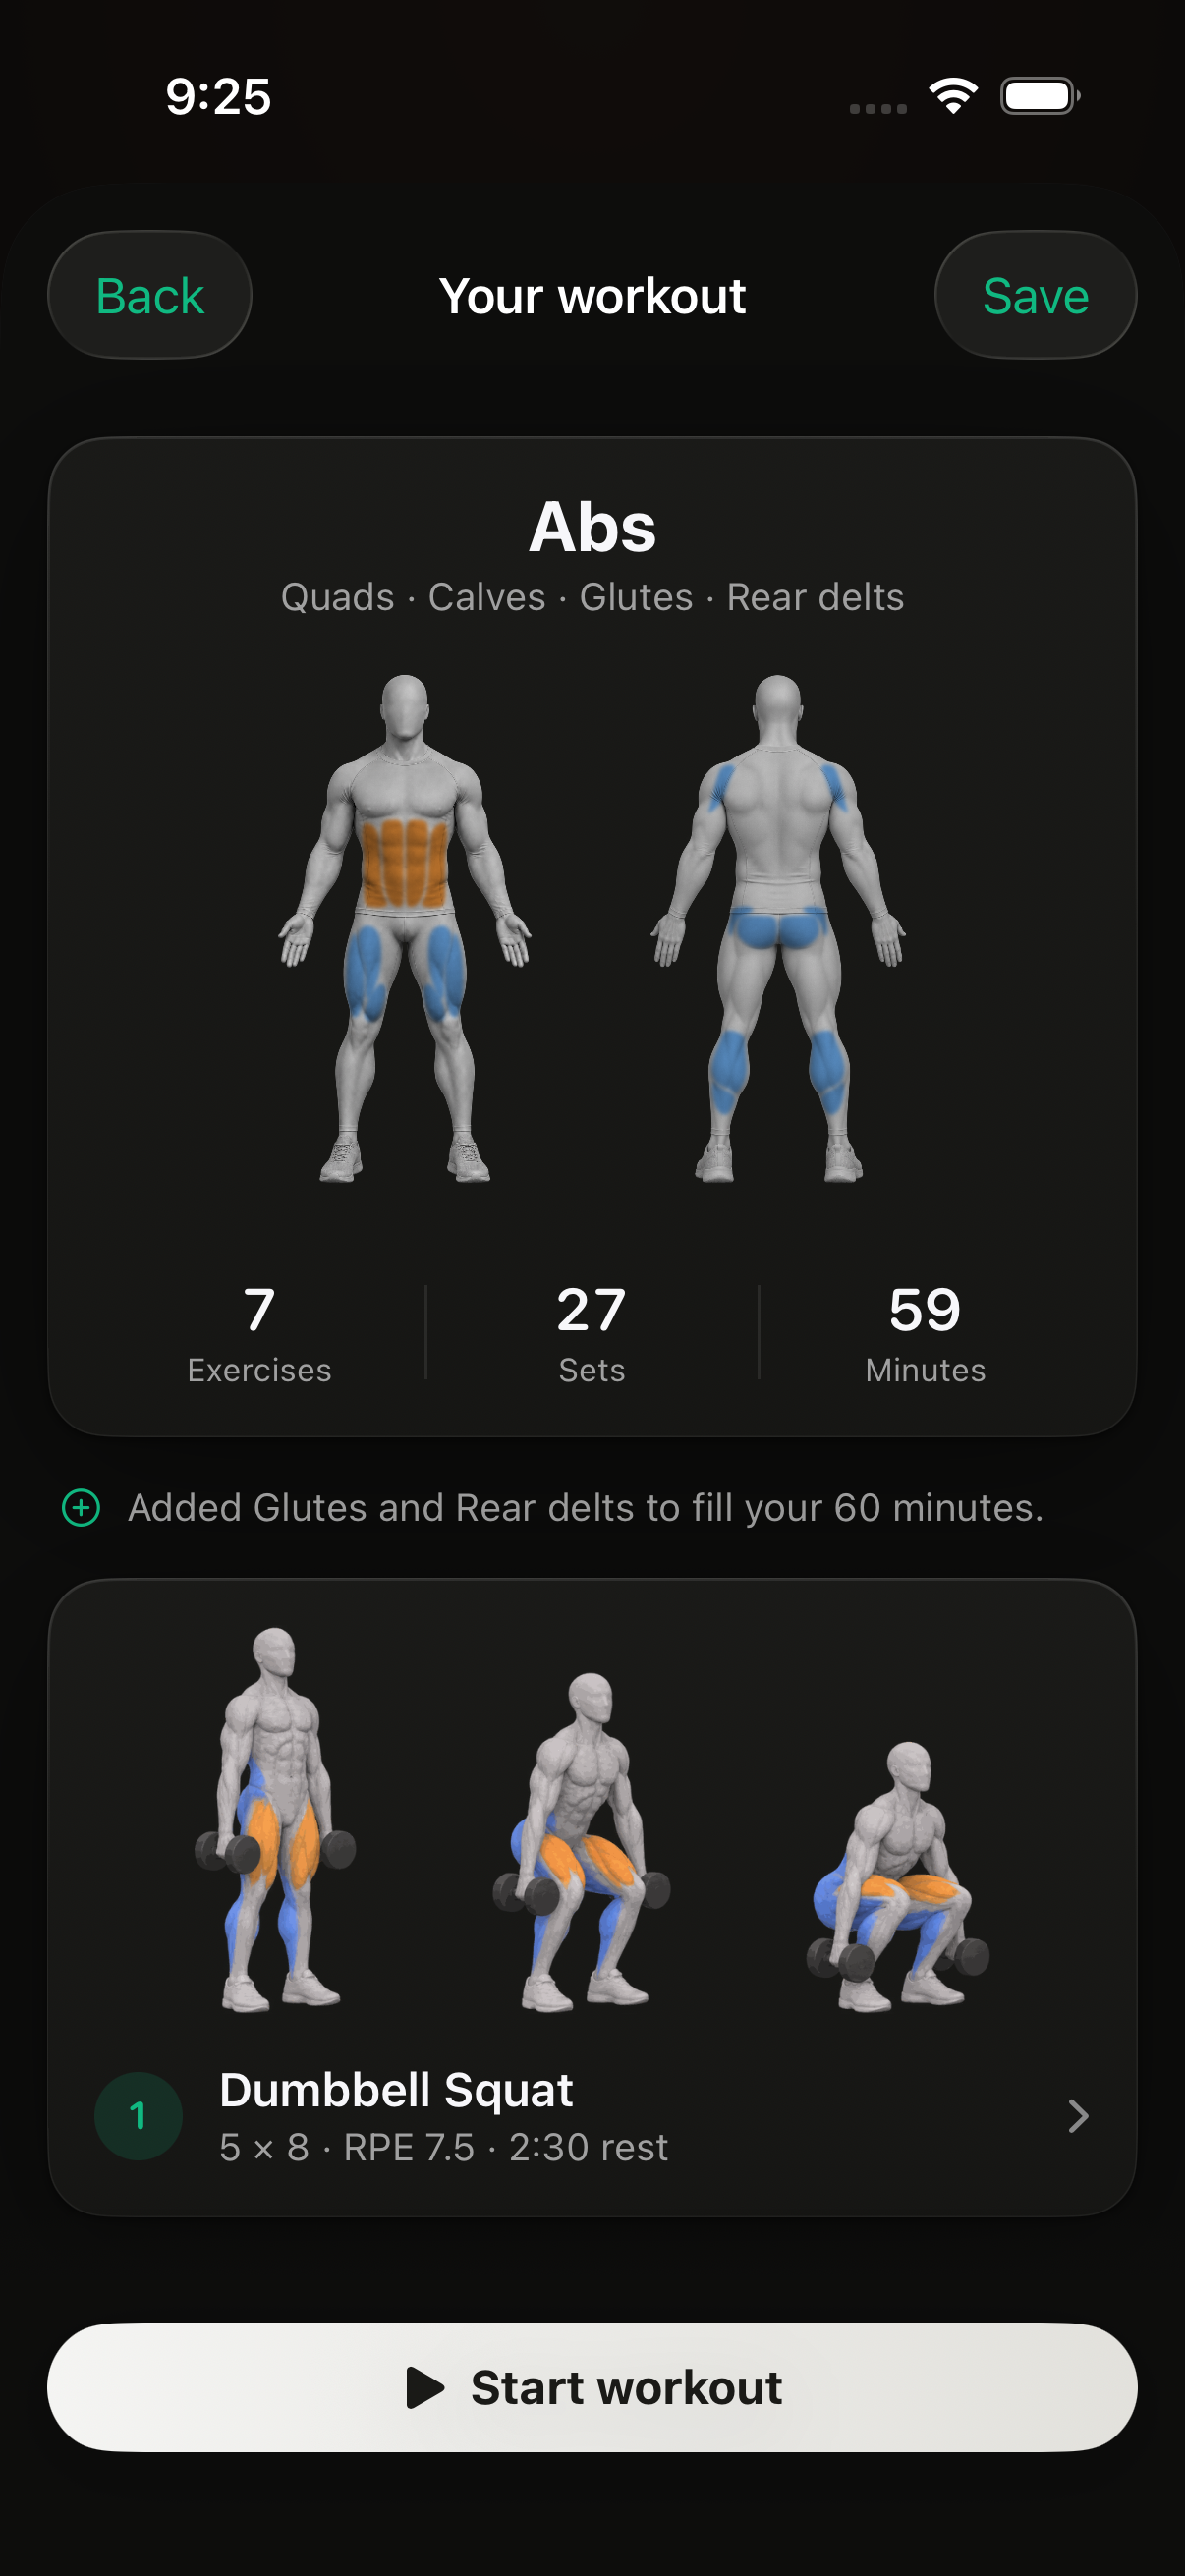 9:25
Back
Your workout
Save
Abs
Quads · Calves · Glutes · Rear delts
7
Exercises
27
Sets
59
Minutes
Added Glutes and Rear delts to fill your 60 minutes.
1
Dumbbell Squat
5 × 8 · RPE 7.5 · 2:30 rest
Start workout